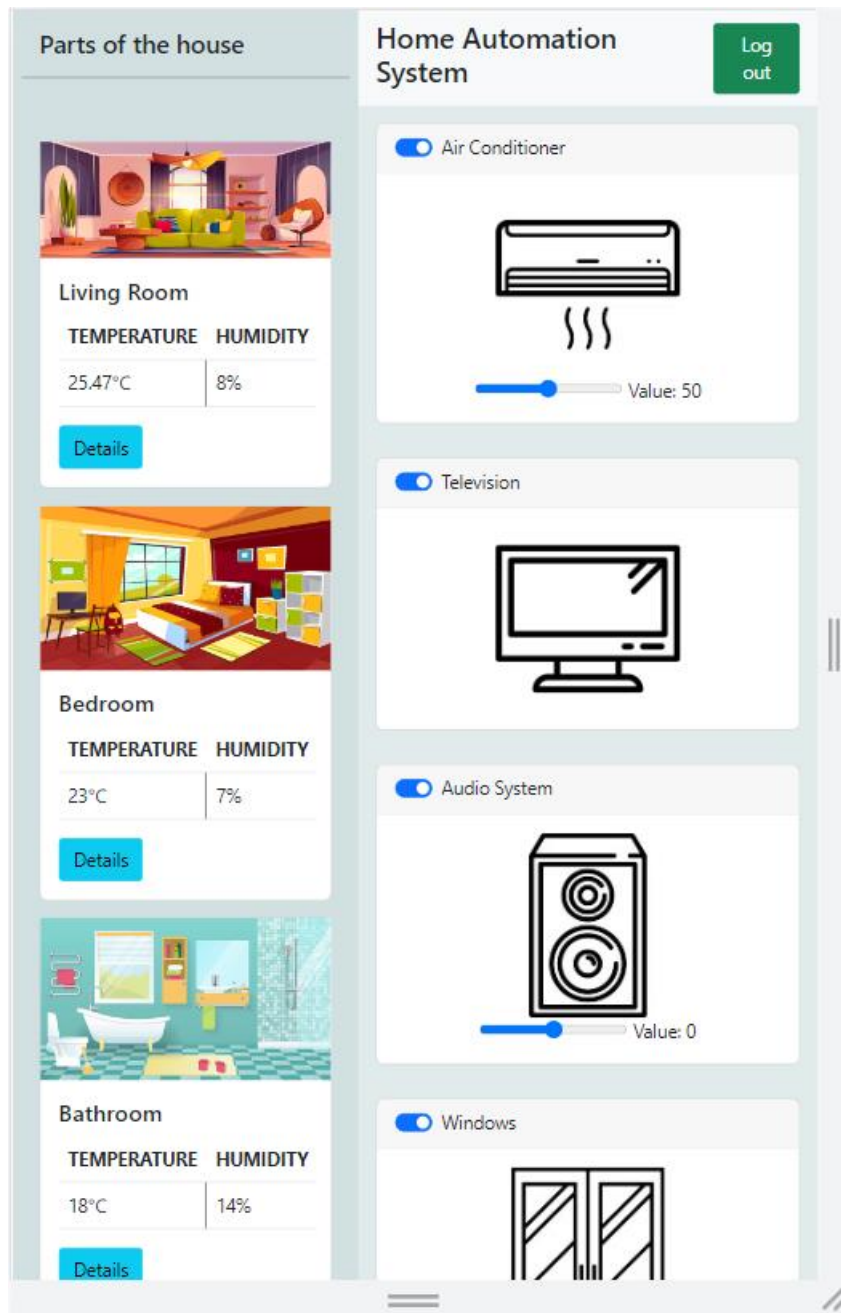 Parts of the house
Living Room
TEMPERATURE HUMIDITY
25.47°C 8%
Details
Bedroom
TEMPERATURE HUMIDITY
23°C 7%
Details
Bathroom
TEMPERATURE HUMIDITY
18°C 14%
Details
Home Automation
System
Log
out
Air Conditioner
Value: 50
Television
Audio System
Value: 0
Windows